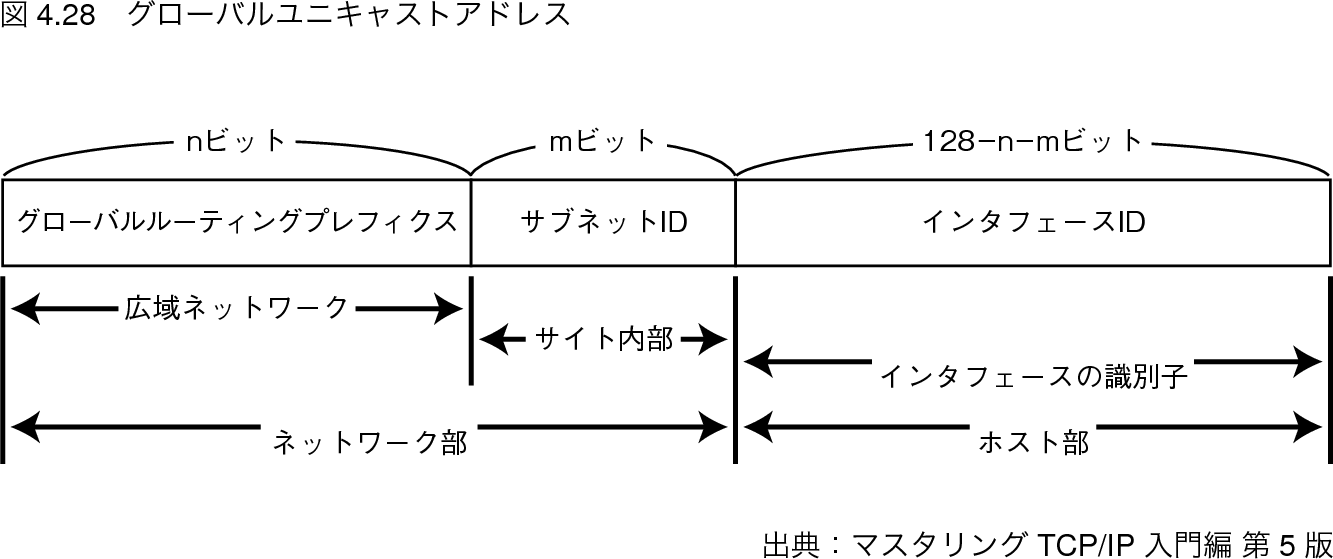 図 4.28　グローバルユニキャストアドレス
nビット　mビット　128−n−mビット
グローバルルーティングプレフィクス　サブネットID　インタフェースID
広域ネットワーク
サイト内部
インタフェースの識別子
ネットワーク部　ホスト部
出典：マスタリング TCP/IP 入門編 第 5 版